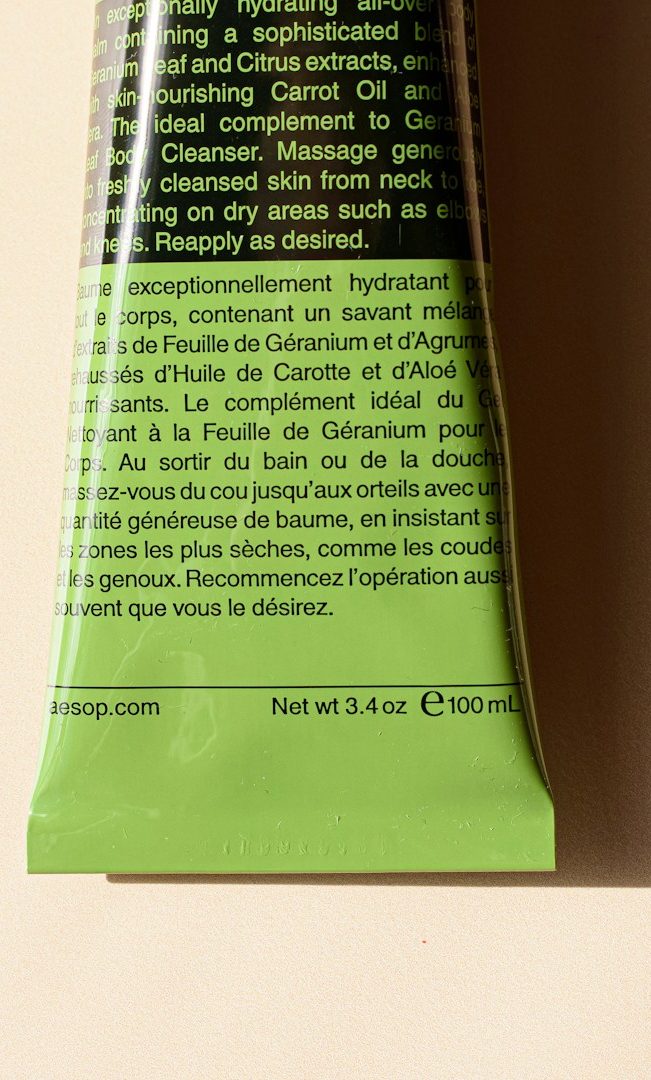 exceptionally hydrating all-over Body
Balm containing a sophisticated blend of
Geranium Leaf and Citrus extracts, enhanced
with skin-nourishing Carrot Oil and Aloe
Vera. The ideal complement to Geranium
Leaf Body Cleanser. Massage generously
into freshly cleansed skin from neck to toe,
concentrating on dry areas such as elbows
and knees. Reapply as desired.
Baume exceptionnellement hydratant pour
tout le corps, contenant un savant mélange
d'extraits de Feuille de Géranium et d'Agrumes,
rehaussés d'Huile de Carotte et d'Aloé Véra
nourrissants. Le complément idéal du Gel
Nettoyant à la Feuille de Géranium pour le
Corps. Au sortir du bain ou de la douche,
massez-vous du cou jusqu'aux orteils avec une
quantité généreuse de baume, en insistant sur
les zones les plus sèches, comme les coudes
et les genoux. Recommencez l'opération aussi
souvent que vous le désirez.
aesop.com Net wt 3.4 oz ℮ 100 mL